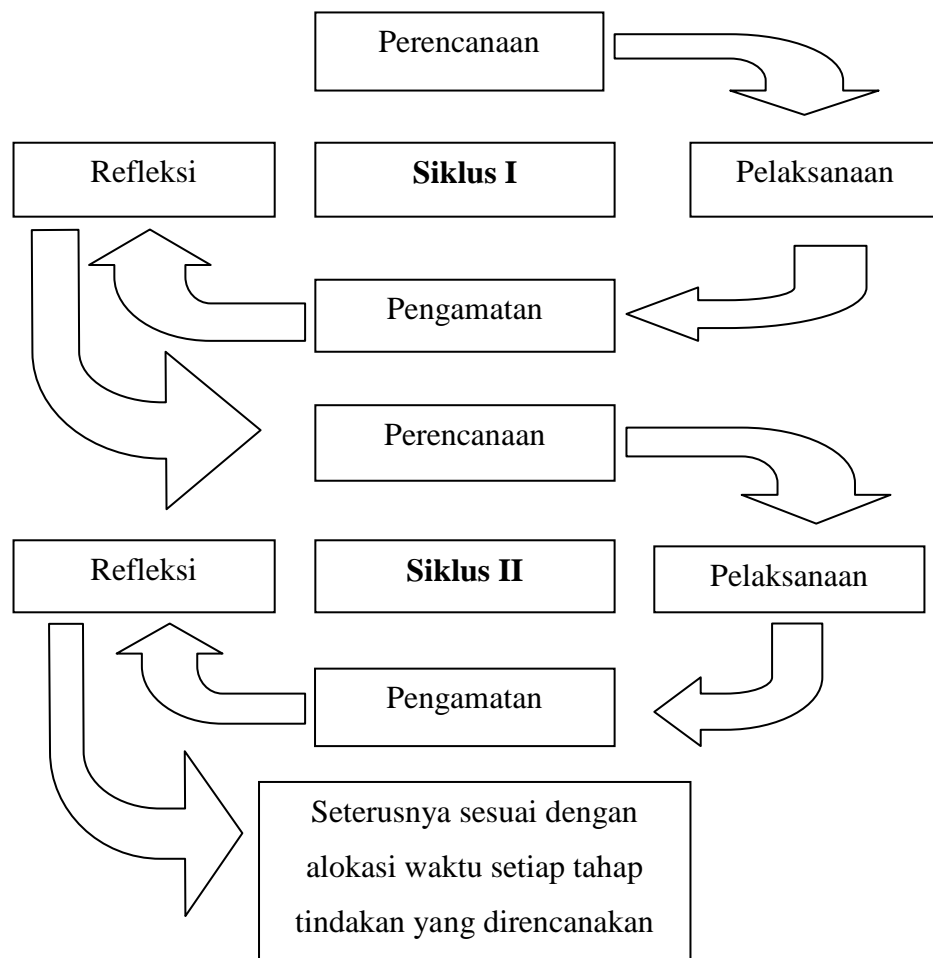 Perencanaan
Refleksi
Siklus I
Pelaksanaan
Pengamatan
Perencanaan
Refleksi
Siklus II
Pelaksanaan
Pengamatan
Seterusnya sesuai dengan
alokasi waktu setiap tahap
tindakan yang direncanakan